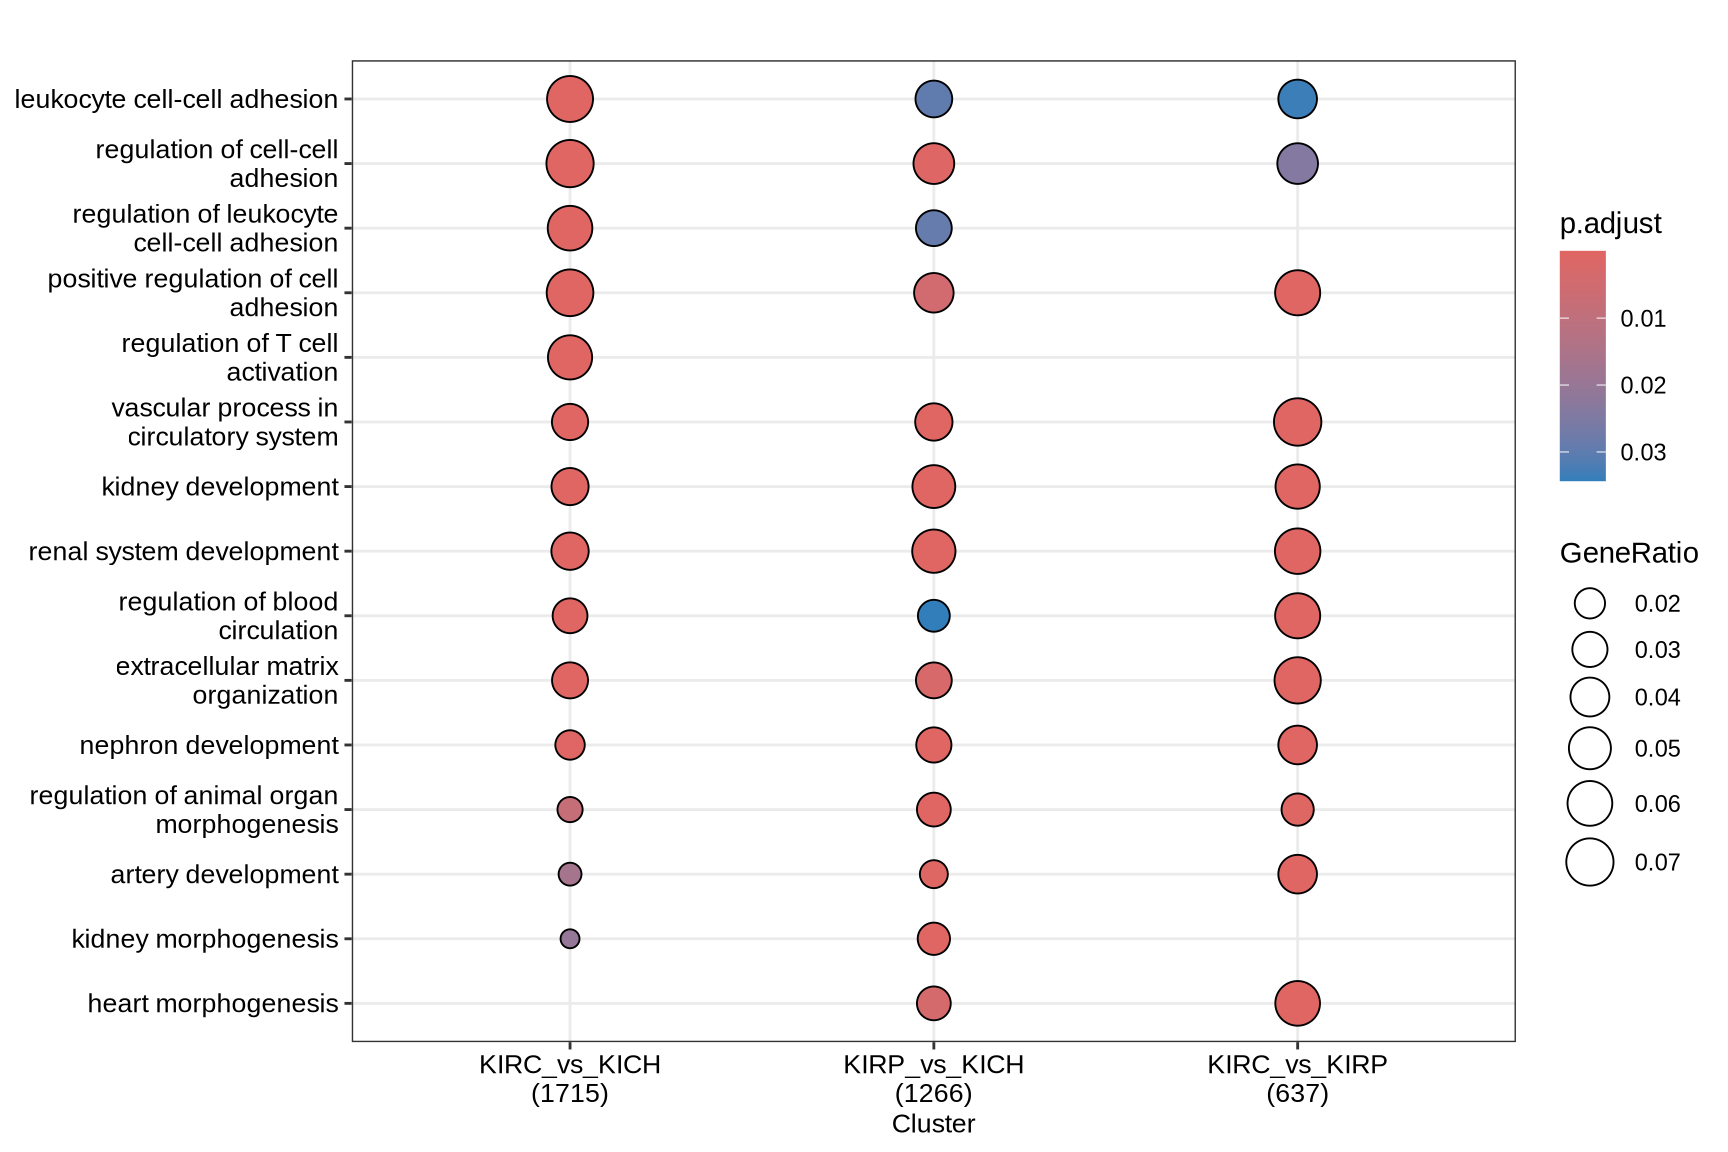 leukocyte cell-cell adhesion
regulation of cell-cell
adhesion
regulation of leukocyte
cell-cell adhesion
positive regulation of cell
adhesion
regulation of T cell
activation
vascular process in
circulatory system
kidney development
renal system development
regulation of blood
circulation
extracellular matrix
organization
nephron development
regulation of animal organ
morphogenesis
artery development
kidney morphogenesis
heart morphogenesis
KIRC_vs_KICH
(1715)
KIRP_vs_KICH
(1266)
KIRC_vs_KIRP
(637)
Cluster
p.adjust
0.01
0.02
0.03
GeneRatio
0.02
0.03
0.04
0.05
0.06
0.07